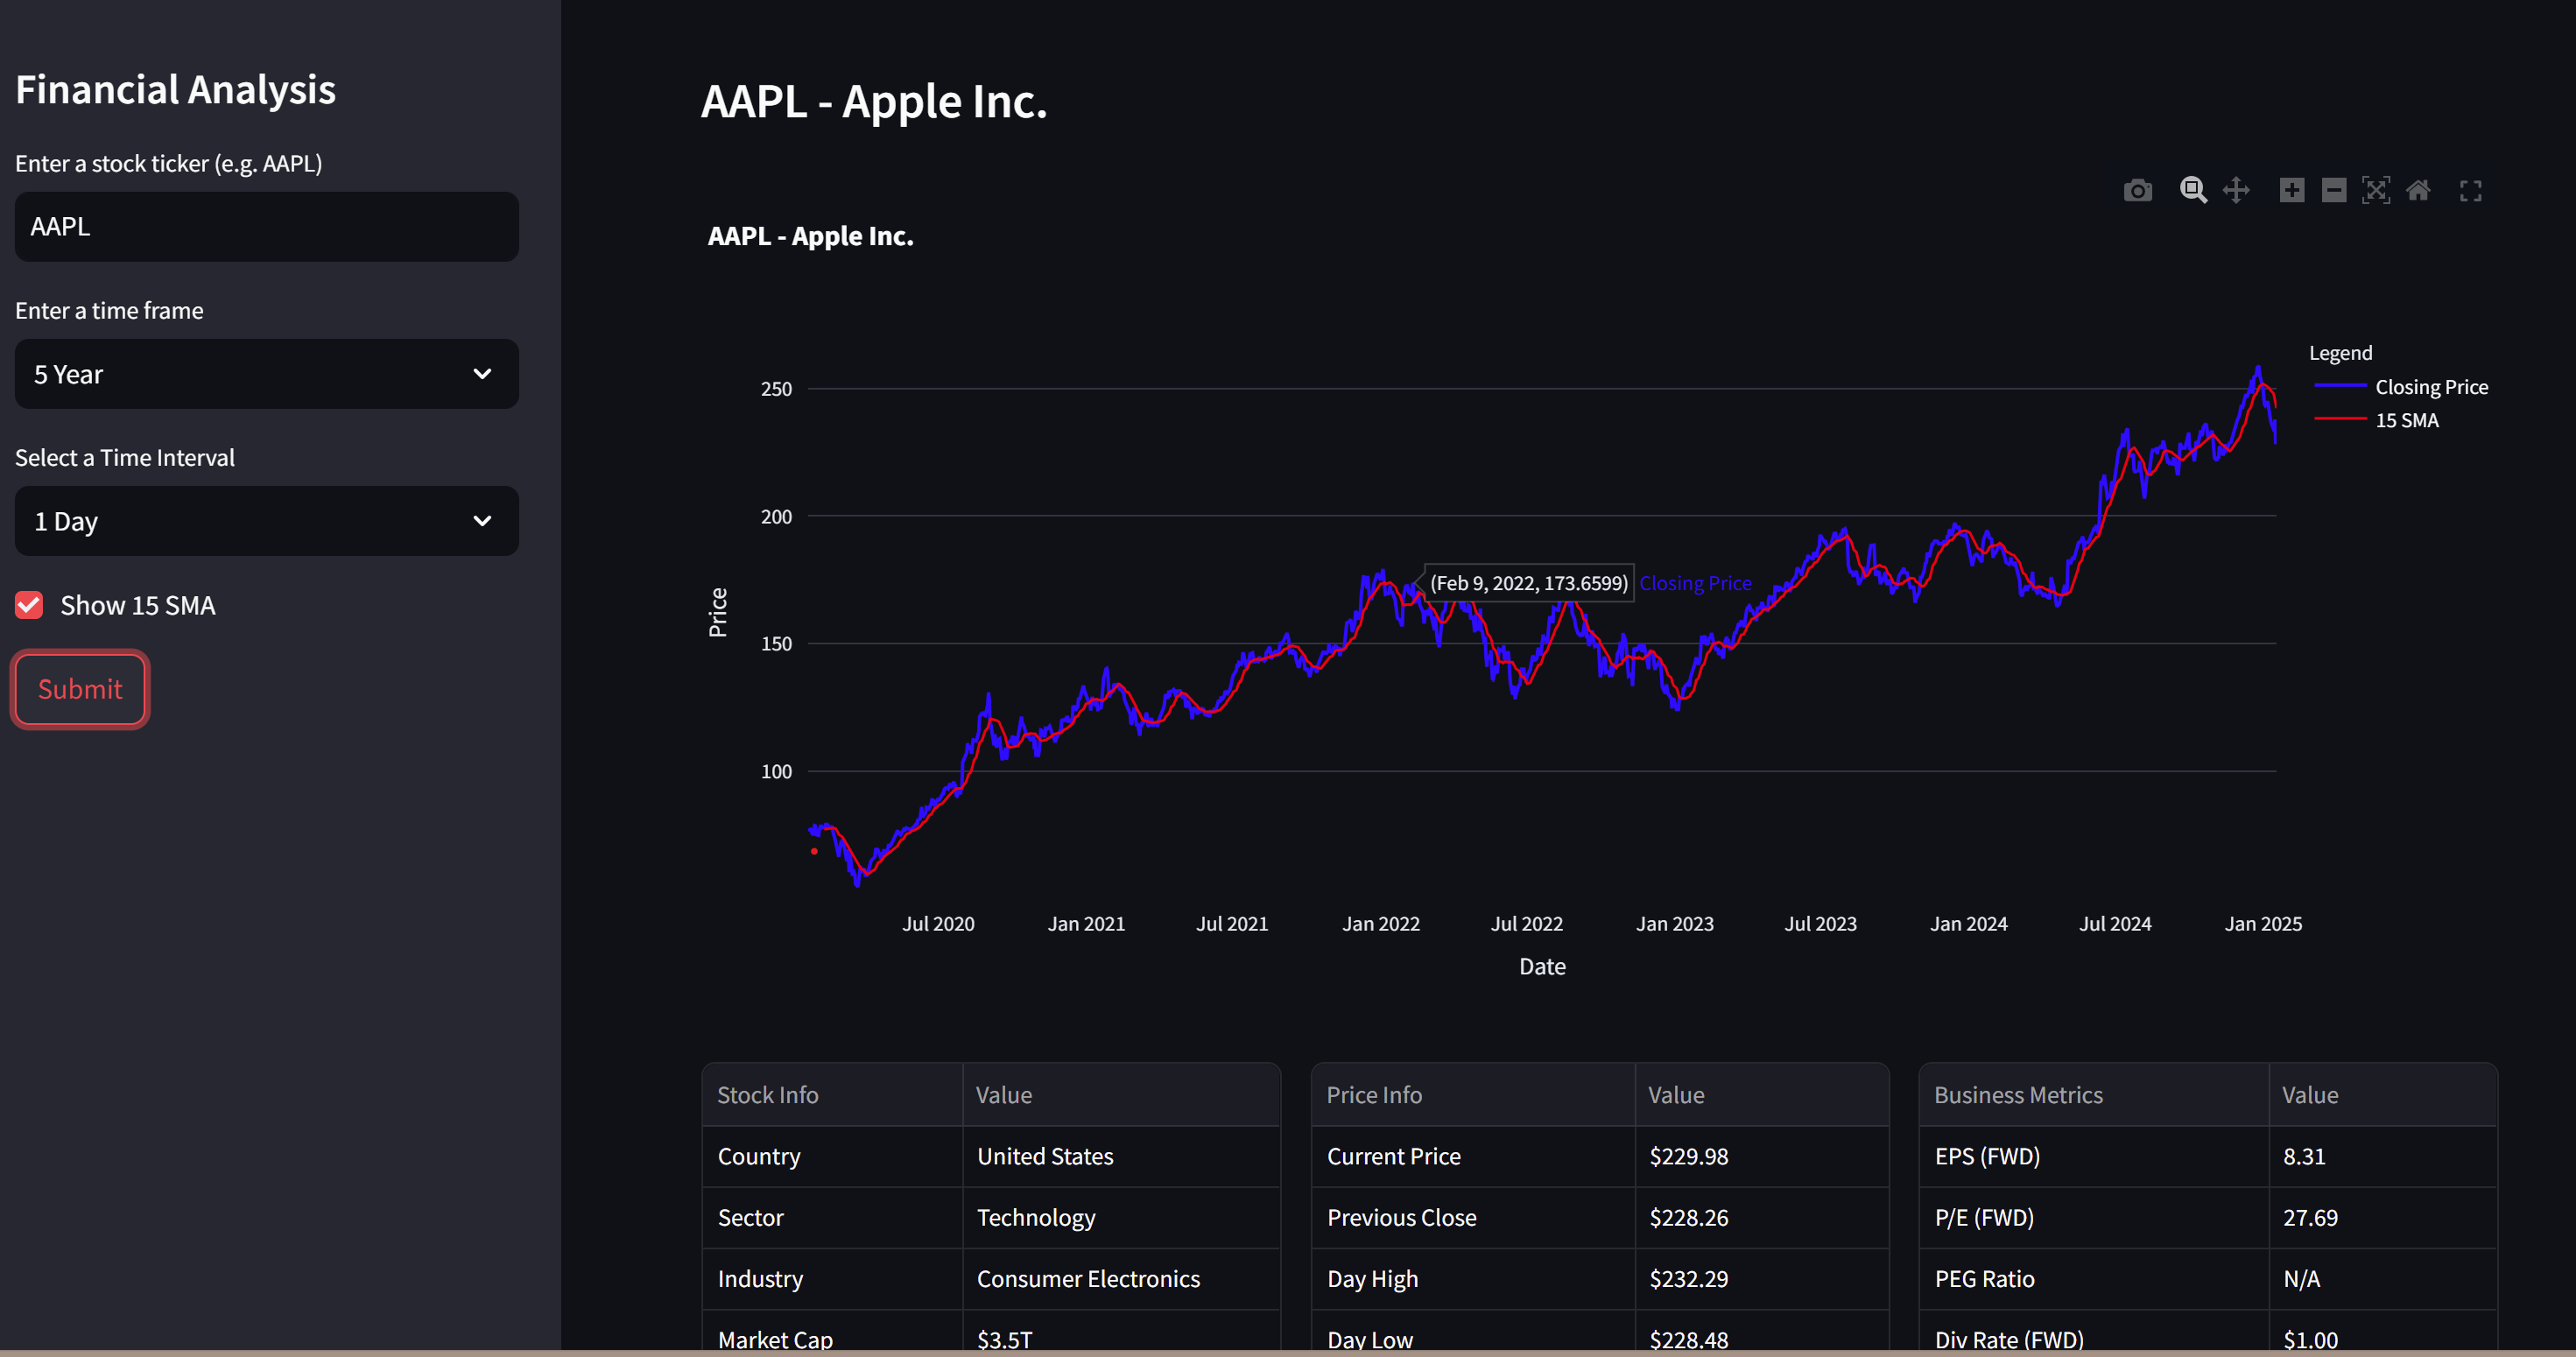 Financial Analysis
Enter a stock ticker (e.g. AAPL)
AAPL
Enter a time frame
5 Year
Select a Time Interval
1 Day
Show 15 SMA
Submit
AAPL - Apple Inc.
AAPL - Apple Inc.
Legend
Closing Price
15 SMA
250
200
150
100
Price
(Feb 9, 2022, 173.6599) Closing Price
Jul 2020 Jan 2021 Jul 2021 Jan 2022 Jul 2022 Jan 2023 Jul 2023 Jan 2024 Jul 2024 Jan 2025
Date
Stock Info Value
Country United States
Sector Technology
Industry Consumer Electronics
Market Cap $3.5T
Price Info Value
Current Price $229.98
Previous Close $228.26
Day High $232.29
Day Low $228.48
Business Metrics Value
EPS (FWD) 8.31
P/E (FWD) 27.69
PEG Ratio N/A
Div Rate (FWD) $1.00